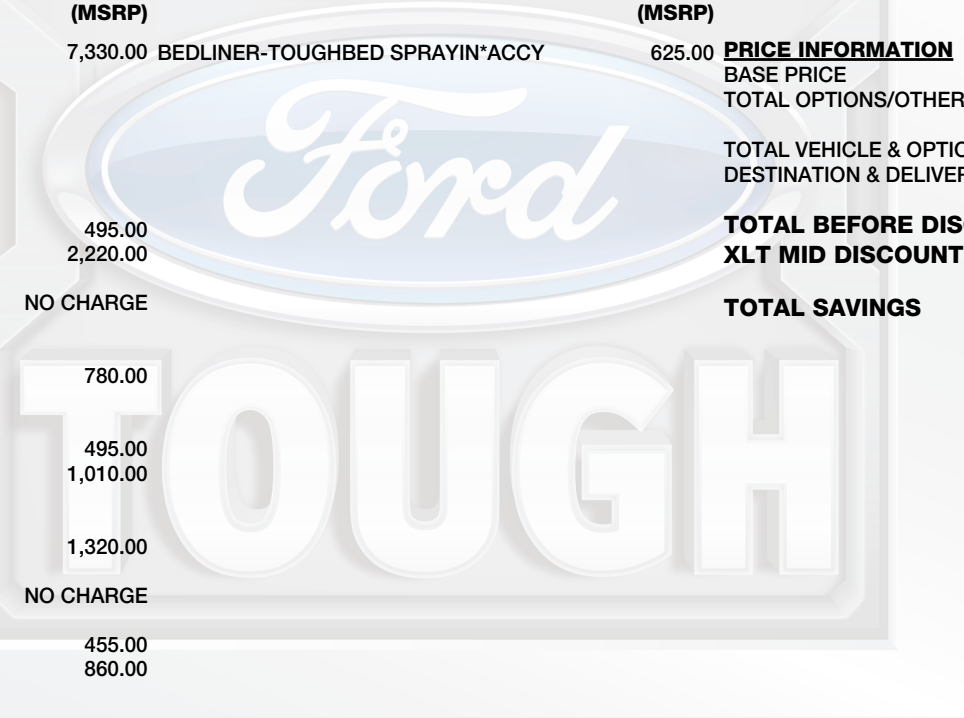 (MSRP)
7,330.00
495.00
2,220.00
NO CHARGE
780.00
495.00
1,010.00
1,320.00
NO CHARGE
455.00
860.00
(MSRP)
BEDLINER-TOUGHBED SPRAYIN*ACCY 625.00
PRICE INFORMATION
BASE PRICE
TOTAL OPTIONS/OTHER
TOTAL VEHICLE & OPTIO
DESTINATION & DELIVER
TOTAL BEFORE DIS
XLT MID DISCOUNT
TOTAL SAVINGS
Ford
TOUGH